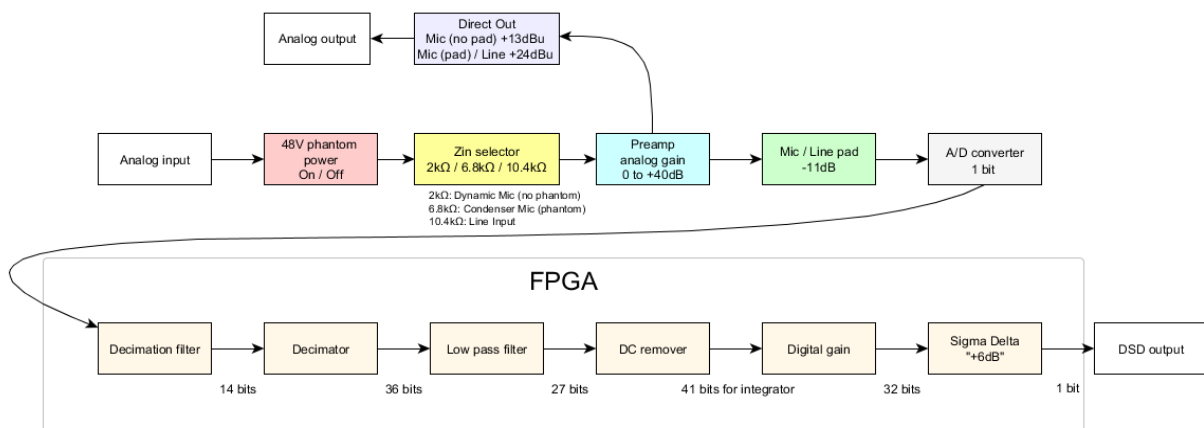 Direct Out
Mic (no pad) +13dBu
Mic (pad) / Line +24dBu
Analog output
Analog input
48V phantom
power
On / Off
Zin selector
2kΩ / 6.8kΩ / 10.4kΩ
Preamp
analog gain
0 to +40dB
Mic / Line pad
-11dB
A/D converter
1 bit
2kΩ: Dynamic Mic (no phantom)
6.8kΩ: Condenser Mic (phantom)
10.4kΩ: Line Input
FPGA
Decimation filter
Decimator
Low pass filter
DC remover
Digital gain
Sigma Delta
"+6dB"
DSD output
14 bits
36 bits
27 bits
41 bits for integrator
32 bits
1 bit